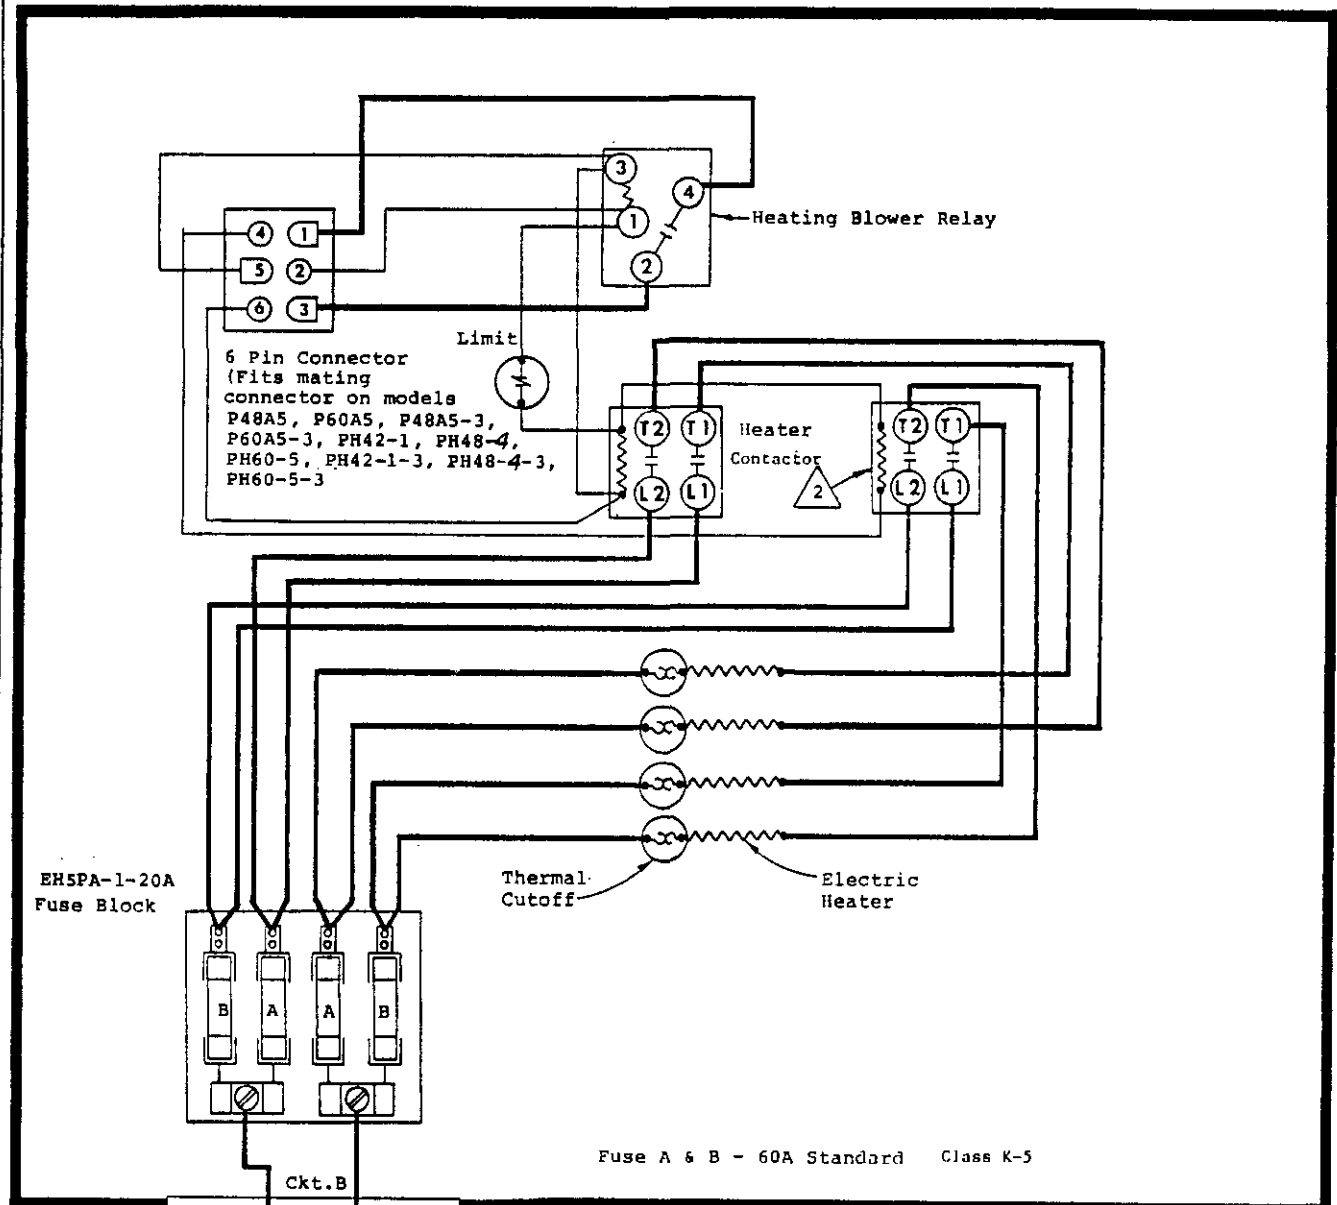 3
4
1
2
Heating Blower Relay
4 1
5 2
6 3
Limit
6 Pin Connector
(Fits mating
connector on models
P48A5, P60A5, P48A5-3,
P60A5-3, PH42-1, PH48-4,
PH60-5, PH42-1-3, PH48-4-3,
PH60-5-3
T2 T1
L2 L1
Heater
Contactor
2
T2 T1
L2 L1
Thermal
Cutoff
Electric
Heater
EH5PA-1-20A
Fuse Block
B A A B
Fuse A & B - 60A Standard Class K-5
Ckt.B